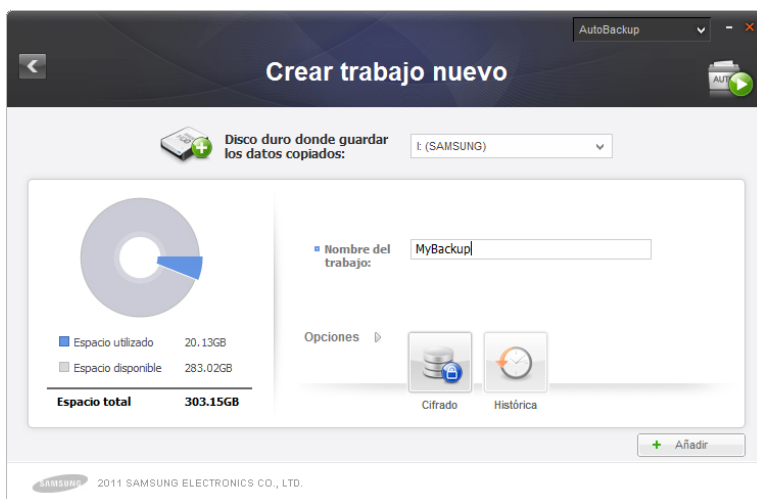 AutoBackup
Crear trabajo nuevo
AUT
Disco duro donde guardar
los datos copiados:
I: (SAMSUNG)
Nombre del
trabajo:
MyBackup
Espacio utilizado 20.13GB
Espacio disponible 283.02GB
Espacio total 303.15GB
Opciones
Cifrado
Histórica
+ Añadir
SAMSUNG 2011 SAMSUNG ELECTRONICS CO., LTD.